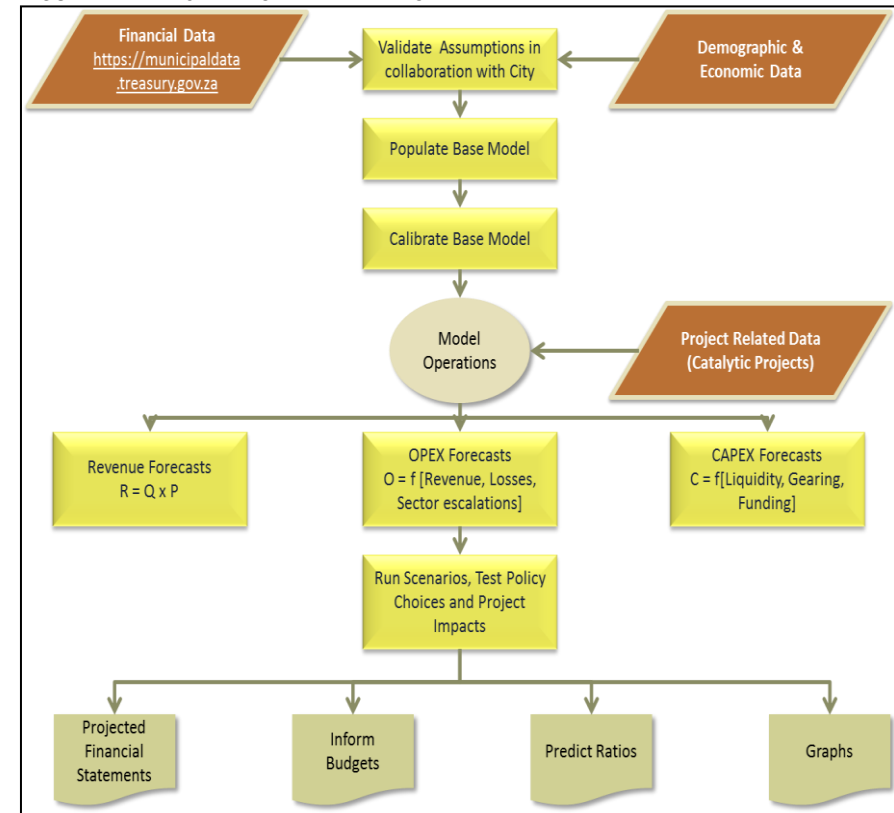 Financial Data
https://municipaldata
.treasury.gov.za
Validate Assumptions in
collaboration with City
Demographic &
Economic Data
Populate Base Model
Calibrate Base Model
Model
Operations
Project Related Data
(Catalytic Projects)
Revenue Forecasts
R = Q x P
OPEX Forecasts
O = f [Revenue, Losses,
Sector escalations]
CAPEX Forecasts
C = f[Liquidity, Gearing,
Funding]
Run Scenarios, Test Policy
Choices and Project
Impacts
Projected
Financial
Statements
Inform
Budgets
Predict Ratios
Graphs